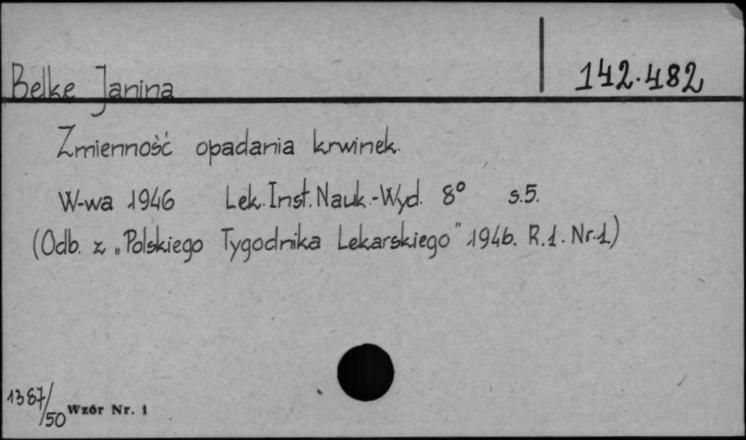 Belke Janina 142.482
Zmienność opadania krwinek.
W-wa 1946 Lek. Inst. Nauk.-Wyd. 8° s.5.
(Odb. z „Polskiego Tygodnika Lekarskiego" 1946. R.1. Nr.1.)
1387/50 Wzór Nr. 1